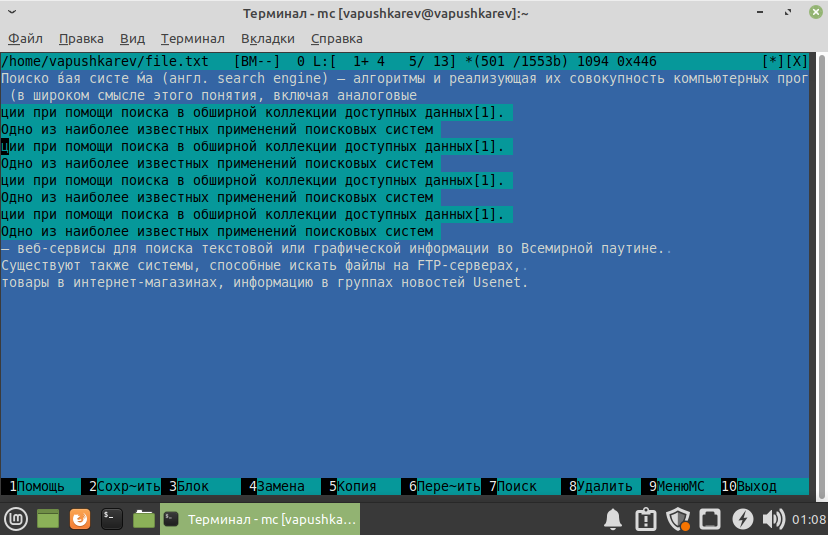 Терминал - mc [vapushkarev@vapushkarev]:~
Файл Правка Вид Терминал Вкладки Справка
/home/vapushkarev/file.txt [BM--] 0 L:[ 1+ 4 5/ 13] *(501 /1553b) 1094 0x446 [*][X]
Поиско́вая систе́ма (англ. search engine) — алгоритмы и реализующая их совокупность компьютерных прог
(в широком смысле этого понятия, включая аналоговые
ции при помощи поиска в обширной коллекции доступных данных[1].
Одно из наиболее известных применений поисковых систем
ции при помощи поиска в обширной коллекции доступных данных[1].
Одно из наиболее известных применений поисковых систем
ции при помощи поиска в обширной коллекции доступных данных[1].
Одно из наиболее известных применений поисковых систем
ции при помощи поиска в обширной коллекции доступных данных[1].
Одно из наиболее известных применений поисковых систем
— веб-сервисы для поиска текстовой или графической информации во Всемирной паутине..
Существуют также системы, способные искать файлы на FTP-серверах,.
товары в интернет-магазинах, информацию в группах новостей Usenet.
1Помощь 2Сохр~ить 3Блок 4Замена 5Копия 6Пере~ить 7Поиск 8Удалить 9МенюMC 10Выход
Терминал - mc [vapushka... 01:08